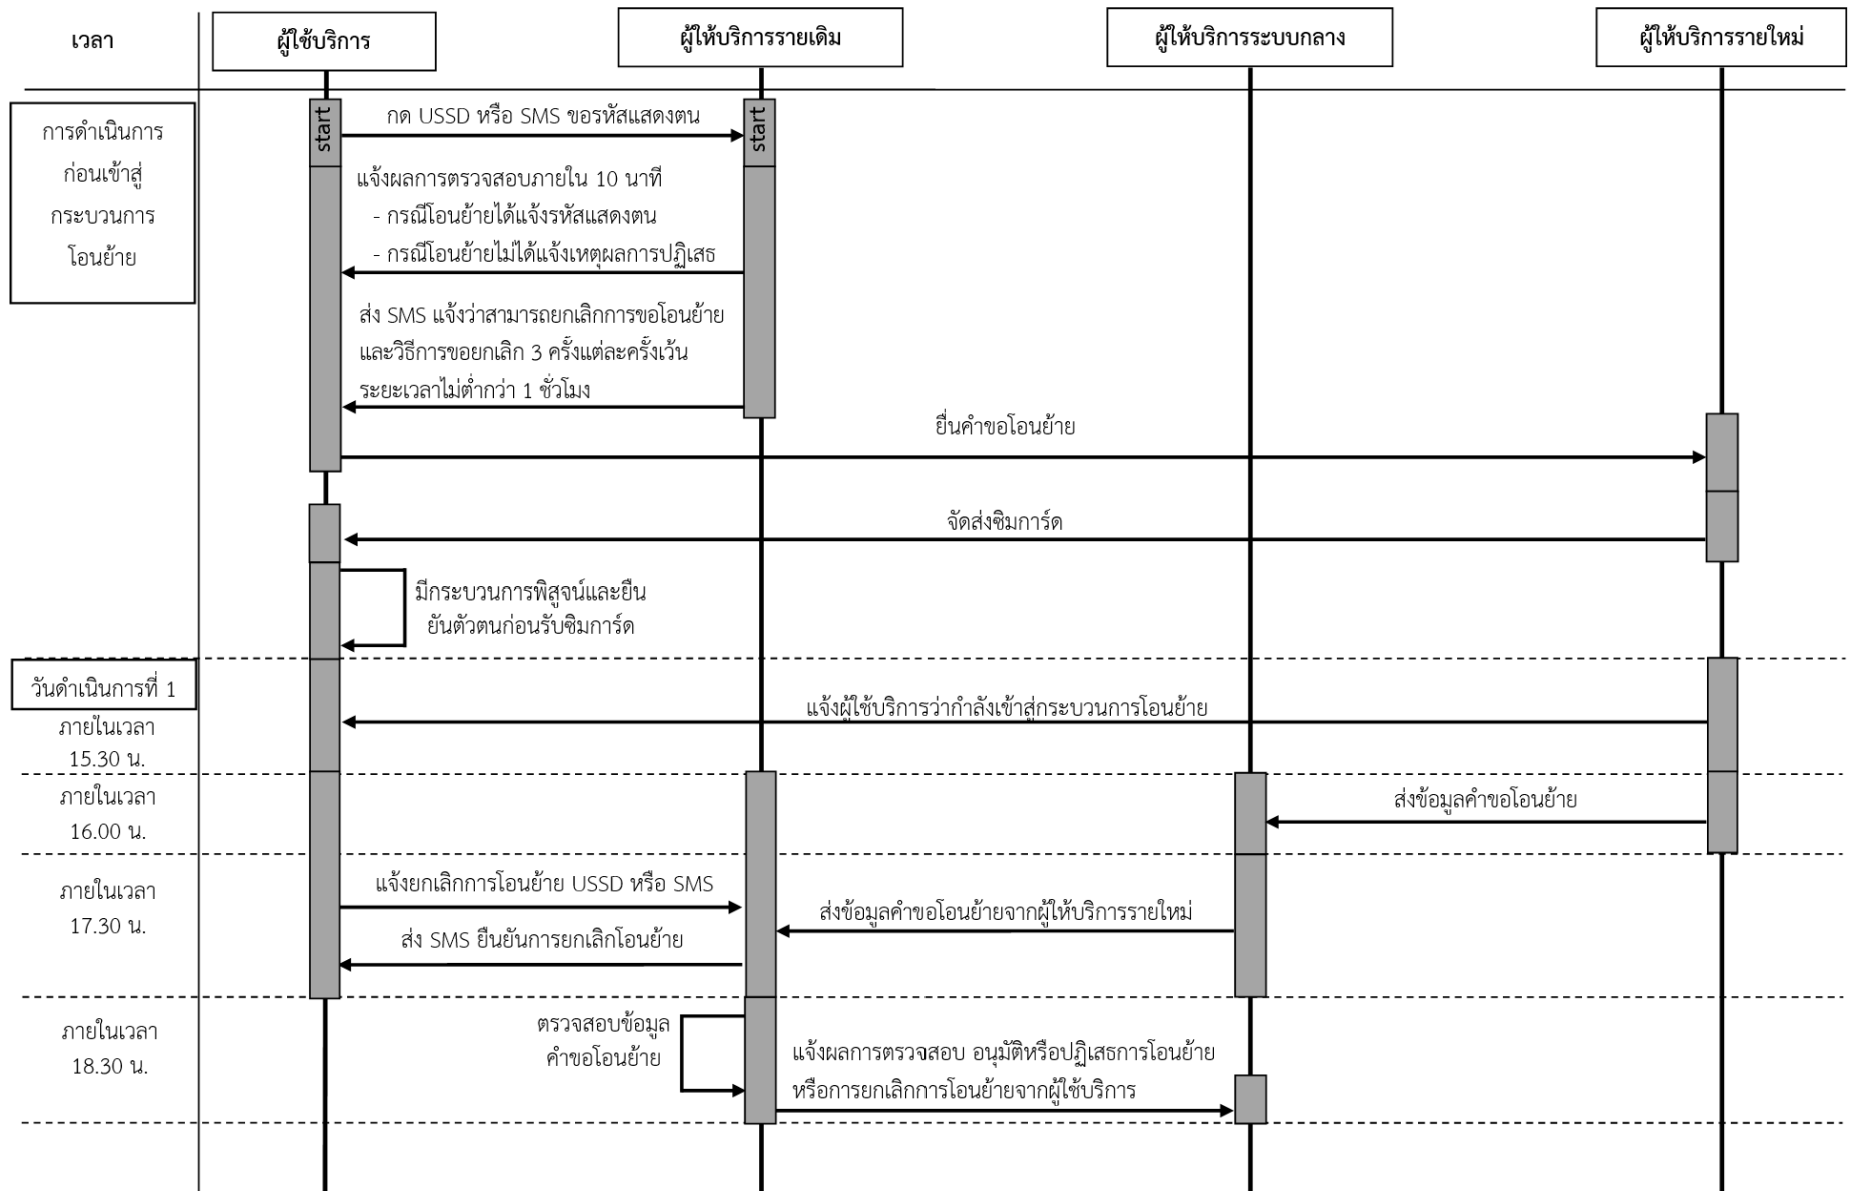 เวลา
ผู้ใช้บริการ
ผู้ให้บริการรายเดิม
ผู้ให้บริการระบบกลาง
ผู้ให้บริการรายใหม่
การดำเนินการ
ก่อนเข้าสู่
กระบวนการ
โอนย้าย
start
กด USSD หรือ SMS ขอรหัสแสดงตน
start
แจ้งผลการตรวจสอบภายใน 10 นาที
- กรณีโอนย้ายได้แจ้งรหัสแสดงตน
- กรณีโอนย้ายไม่ได้แจ้งเหตุผลการปฏิเสธ
ส่ง SMS แจ้งว่าสามารถยกเลิกการขอโอนย้าย
และวิธีการขอยกเลิก 3 ครั้งแต่ละครั้งเว้น
ระยะเวลาไม่ต่ำกว่า 1 ชั่วโมง
ยื่นคำขอโอนย้าย
จัดส่งซิมการ์ด
มีกระบวนการพิสูจน์และยืน
ยันตัวตนก่อนรับซิมการ์ด
วันดำเนินการที่ 1
ภายในเวลา
15.30 น.
แจ้งผู้ใช้บริการว่ากำลังเข้าสู่กระบวนการโอนย้าย
ภายในเวลา
16.00 น.
ส่งข้อมูลคำขอโอนย้าย
ภายในเวลา
17.30 น.
แจ้งยกเลิกการโอนย้าย USSD หรือ SMS
ส่งข้อมูลคำขอโอนย้ายจากผู้ให้บริการรายใหม่
ส่ง SMS ยืนยันการยกเลิกโอนย้าย
ภายในเวลา
18.30 น.
ตรวจสอบข้อมูล
คำขอโอนย้าย
แจ้งผลการตรวจสอบ อนุมัติหรือปฏิเสธการโอนย้าย
หรือการยกเลิกการโอนย้ายจากผู้ใช้บริการ